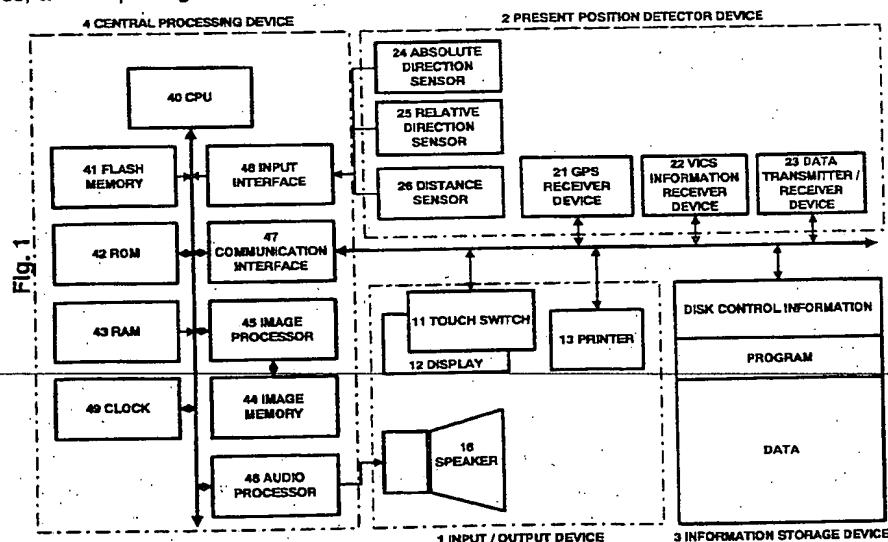 4 CENTRAL PROCESSING DEVICE
2 PRESENT POSITION DETECTOR DEVICE
Fig. 1
40 CPU
41 FLASH
MEMORY
48 INPUT
INTERFACE
42 ROM
47
COMMUNICATION
INTERFACE
43 RAM
45 IMAGE
PROCESSOR
49 CLOCK
44 IMAGE
MEMORY
48 AUDIO
PROCESSOR
24 ABSOLUTE
DIRECTION
SENSOR
25 RELATIVE
DIRECTION
SENSOR
26 DISTANCE
SENSOR
21 GPS
RECEIVER
DEVICE
22 VICS
INFORMATION
RECEIVER
DEVICE
23 DATA
TRANSMITTER /
RECEIVER
DEVICE
11 TOUCH SWITCH
12 DISPLAY
13 PRINTER
16
SPEAKER
1 INPUT / OUTPUT DEVICE
DISK CONTROL INFORMATION
PROGRAM
DATA
3 INFORMATION STORAGE DEVICE